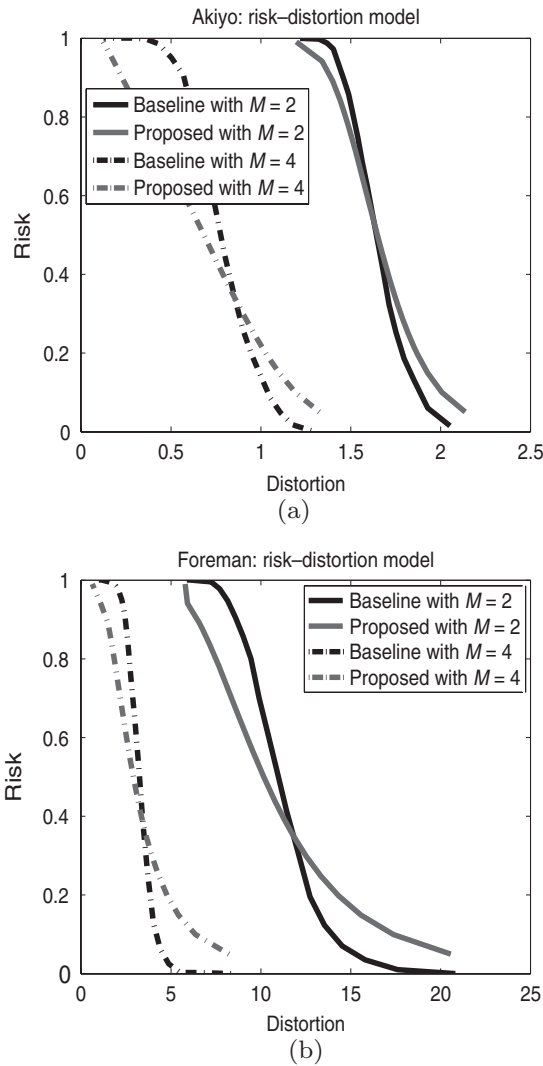 Akiyo: risk–distortion model
1
0.8
0.6
0.4
0.2
0
Risk
Baseline with M = 2
Proposed with M = 2
Baseline with M = 4
Proposed with M = 4
0 0.5 1 1.5 2 2.5
Distortion
(a)
Foreman: risk–distortion model
1
0.8
0.6
0.4
0.2
0
Risk
Baseline with M = 2
Proposed with M = 2
Baseline with M = 4
Proposed with M = 4
0 5 10 15 20 25
Distortion
(b)